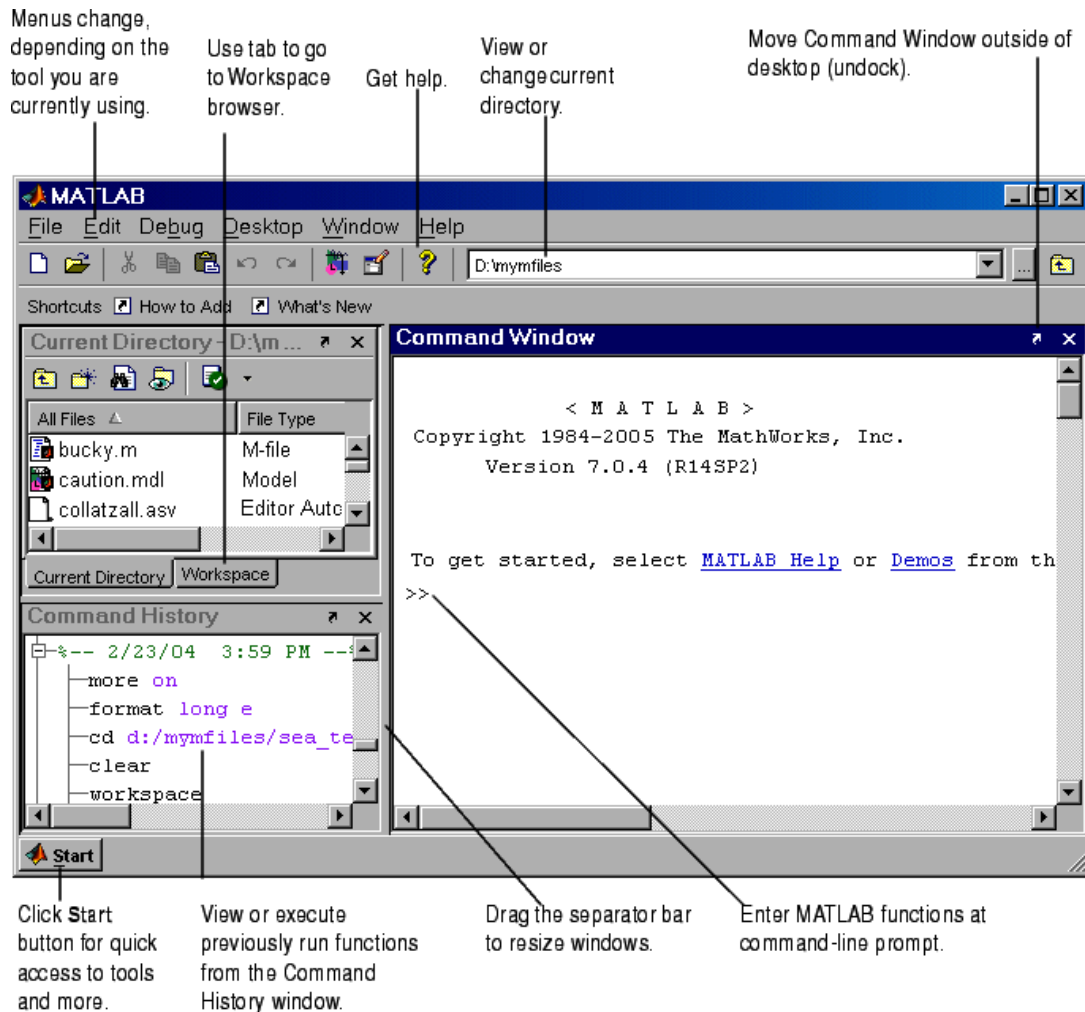 Menus change,
depending on the
tool you are
currently using.
Use tab to go
to Workspace
browser.
Get help.
View or
change current
directory.
Move Command Window outside of
desktop (undock).
MATLAB
File Edit Debug Desktop Window Help
D:\mymfiles
...
Shortcuts How to Add What's New
Current Directory - D:\m...
All Files File Type
bucky.m M-file
caution.mdl Model
collatzall.asv Editor Auto
Current Directory Workspace
Command History
%-- 2/23/04 3:59 PM --%
more on
format long e
cd d:/mymfiles/sea_te
clear
workspace
Command Window
< M A T L A B >
Copyright 1984-2005 The MathWorks, Inc.
Version 7.0.4 (R14SP2)
To get started, select MATLAB Help or Demos from th
>>
Start
Click Start
button for quick
access to tools
and more.
View or execute
previously run functions
from the Command
History window.
Drag the separator bar
to resize windows.
Enter MATLAB functions at
command-line prompt.